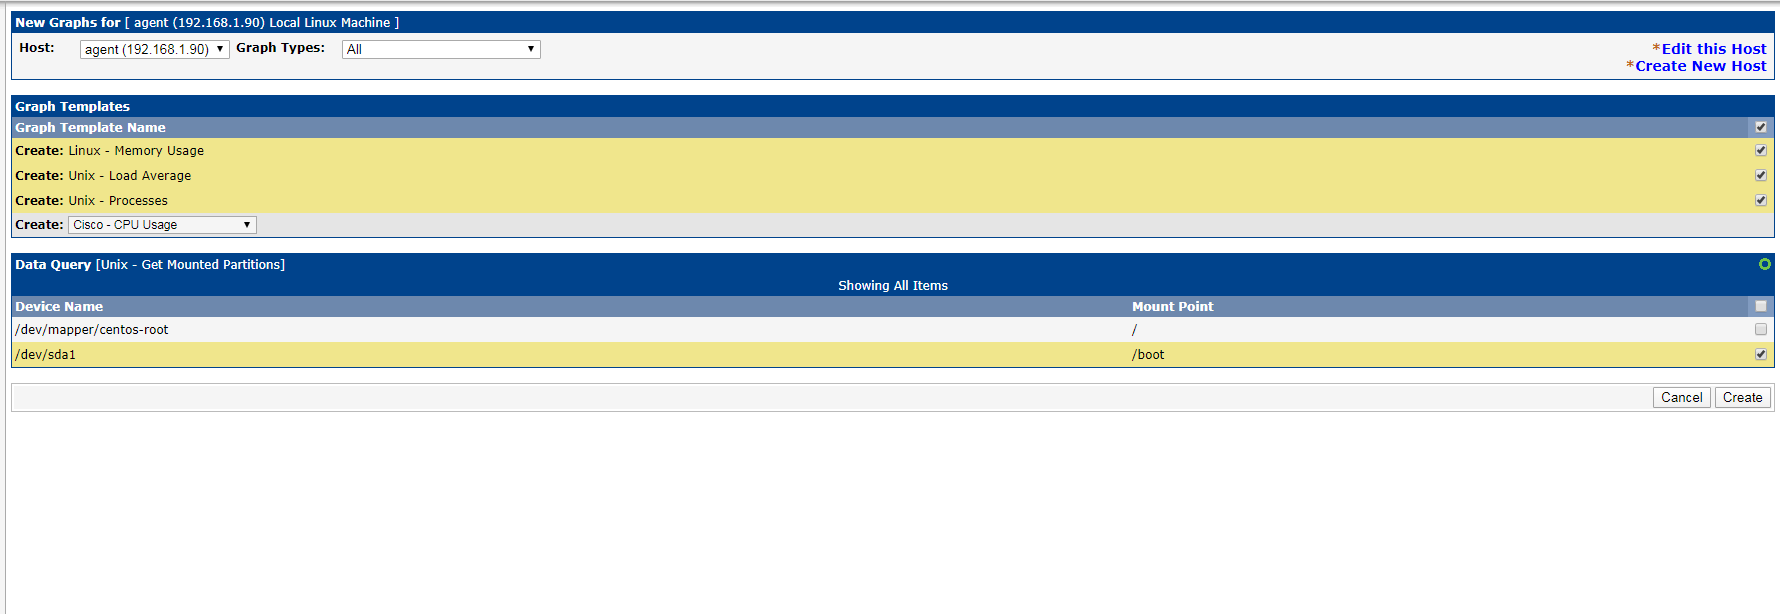 New Graphs for [ agent (192.168.1.90) Local Linux Machine ]
Host: agent (192.168.1.90) Graph Types: All
*Edit this Host
*Create New Host
Graph Templates
Graph Template Name
Create: Linux - Memory Usage
Create: Unix - Load Average
Create: Unix - Processes
Create: Cisco - CPU Usage
Data Query [Unix - Get Mounted Partitions]
Showing All Items
Device Name Mount Point
/dev/mapper/centos-root /
/dev/sda1 /boot
Cancel Create